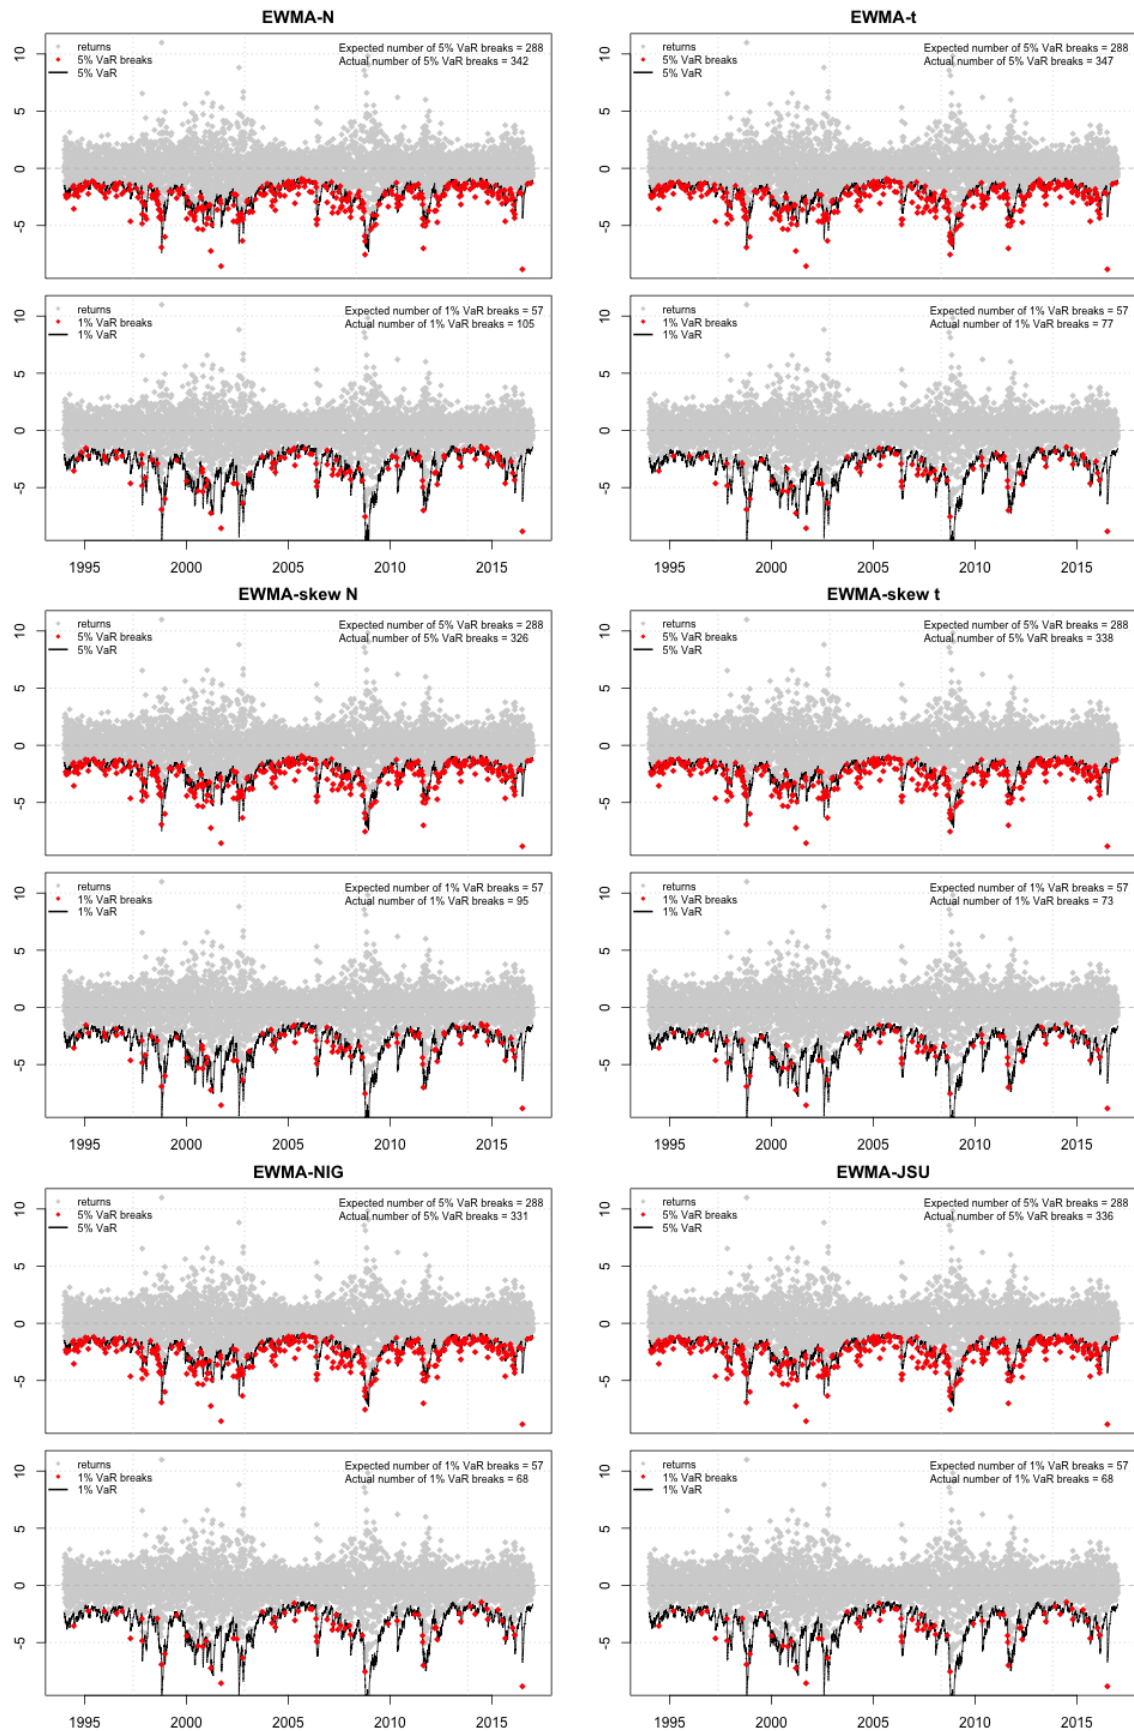 EWMA-N
returns
5% VaR breaks
5% VaR
Expected number of 5% VaR breaks = 288
Actual number of 5% VaR breaks = 342
10
5
0
-5
returns
1% VaR breaks
1% VaR
Expected number of 1% VaR breaks = 57
Actual number of 1% VaR breaks = 105
10
5
0
-5
1995 2000 2005 2010 2015
EWMA-t
returns
5% VaR breaks
5% VaR
Expected number of 5% VaR breaks = 288
Actual number of 5% VaR breaks = 347
10
5
0
-5
returns
1% VaR breaks
1% VaR
Expected number of 1% VaR breaks = 57
Actual number of 1% VaR breaks = 77
10
5
0
-5
1995 2000 2005 2010 2015
EWMA-skew N
returns
5% VaR breaks
5% VaR
Expected number of 5% VaR breaks = 288
Actual number of 5% VaR breaks = 326
10
5
0
-5
returns
1% VaR breaks
1% VaR
Expected number of 1% VaR breaks = 57
Actual number of 1% VaR breaks = 95
10
5
0
-5
1995 2000 2005 2010 2015
EWMA-skew t
returns
5% VaR breaks
5% VaR
Expected number of 5% VaR breaks = 288
Actual number of 5% VaR breaks = 338
10
5
0
-5
returns
1% VaR breaks
1% VaR
Expected number of 1% VaR breaks = 57
Actual number of 1% VaR breaks = 73
10
5
0
-5
1995 2000 2005 2010 2015
EWMA-NIG
returns
5% VaR breaks
5% VaR
Expected number of 5% VaR breaks = 288
Actual number of 5% VaR breaks = 331
10
5
0
-5
returns
1% VaR breaks
1% VaR
Expected number of 1% VaR breaks = 57
Actual number of 1% VaR breaks = 68
10
5
0
-5
1995 2000 2005 2010 2015
EWMA-JSU
returns
5% VaR breaks
5% VaR
Expected number of 5% VaR breaks = 288
Actual number of 5% VaR breaks = 336
10
5
0
-5
returns
1% VaR breaks
1% VaR
Expected number of 1% VaR breaks = 57
Actual number of 1% VaR breaks = 68
10
5
0
-5
1995 2000 2005 2010 2015